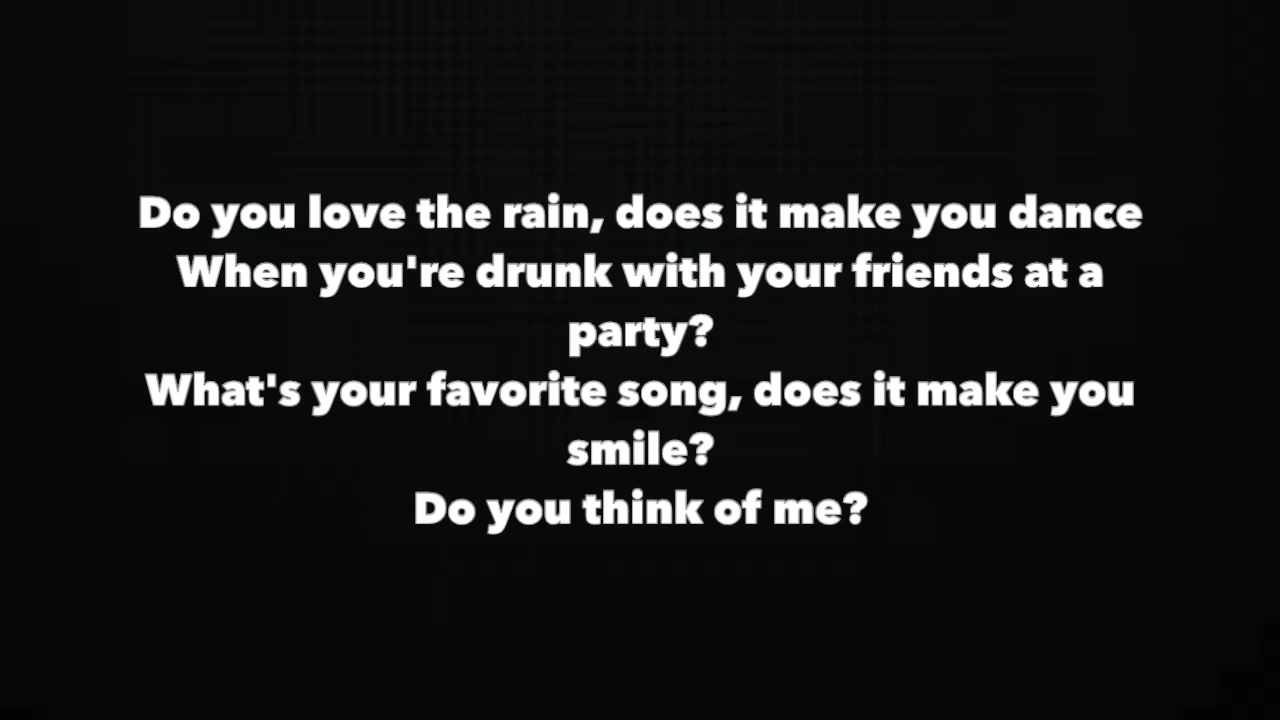 Do you love the rain, does it make you dance
When you're drunk with your friends at a
party?
What's your favorite song, does it make you
smile?
Do you think of me?